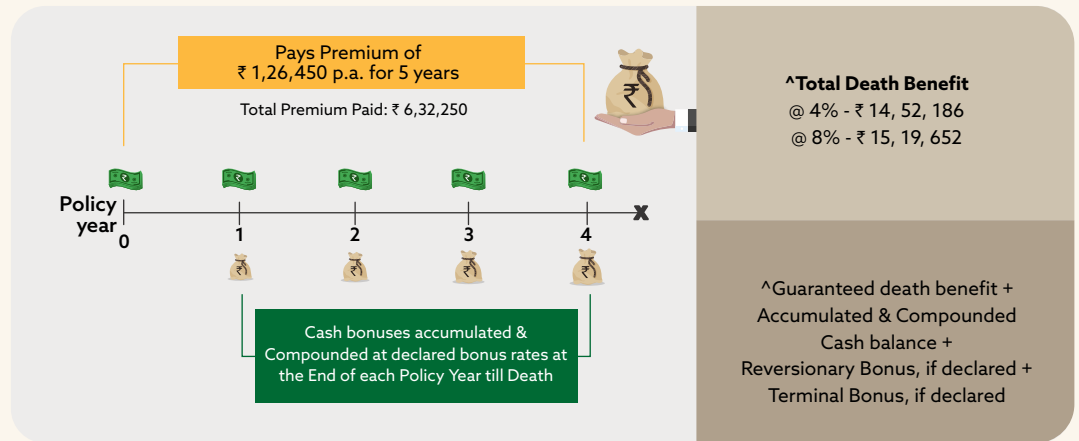 Pays Premium of
₹ 1,26,450 p.a. for 5 years
Total Premium Paid: ₹ 6,32,250
₹
^Total Death Benefit
@ 4% - ₹ 14, 52, 186
@ 8% - ₹ 15, 19, 652
Policy
year
0
1
2
3
4
X
₹
₹
₹
₹
Cash bonuses accumulated &
Compounded at declared bonus rates at
the End of each Policy Year till Death
^Guaranteed death benefit +
Accumulated & Compounded
Cash balance +
Reversionary Bonus, if declared +
Terminal Bonus, if declared